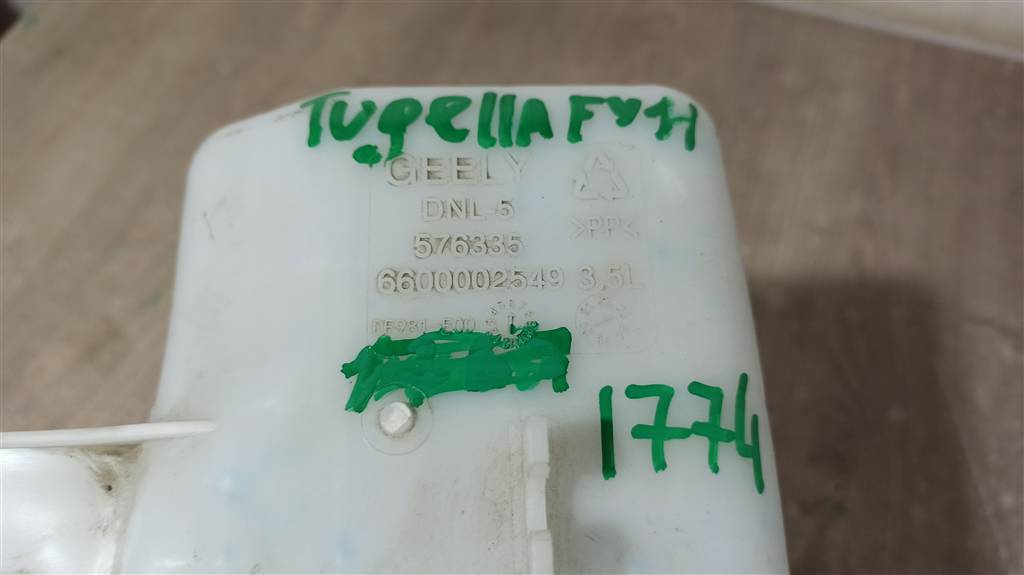 TUgellA FY11
GEELY
DNL-5
>PP<
576335
6600002549 3,5L
1774